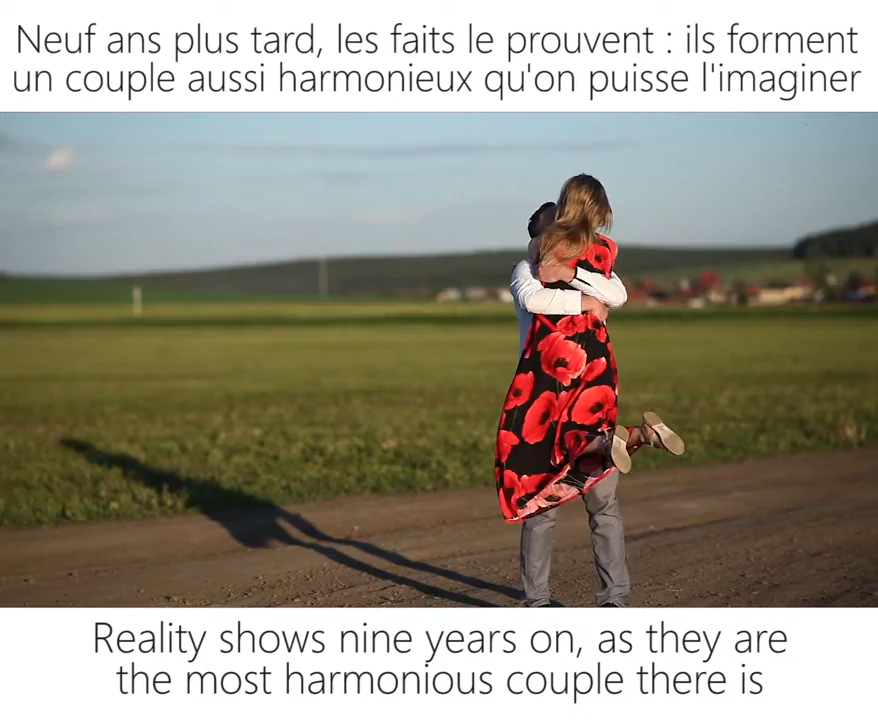 Neuf ans plus tard, les faits le prouvent : ils forment
un couple aussi harmonieux qu'on puisse l'imaginer
Reality shows nine years on, as they are
the most harmonious couple there is